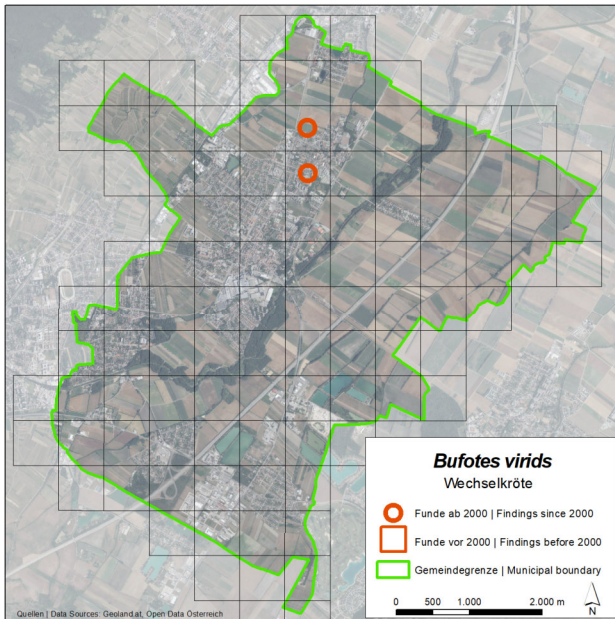 Bufotes virids
Wechselkröte
Funde ab 2000 | Findings since 2000
Funde vor 2000 | Findings before 2000
Gemeindegrenze | Municipal boundary
0 500 1.000 2.000 m
N
Quellen | Data Sources: Geoland.at, Open Data Österreich